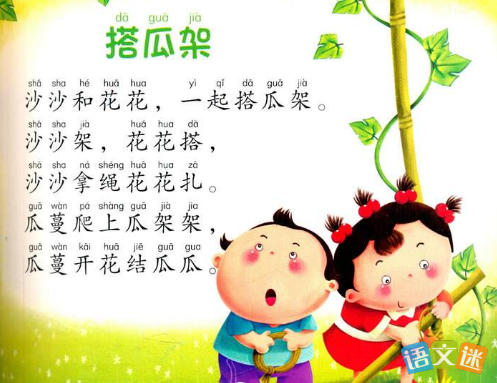 dā guā jià
搭瓜架
shā sha hé huā hua yì qǐ dā guā jià
沙沙和花花，一起搭瓜架。
shā sha jià huā hua dā
沙沙架，花花搭，
shā sha ná shéng huā hua zā
沙沙拿绳花花扎。
guā wàn pá shàng guā jià jia
瓜蔓爬上瓜架架，
guā wàn kāi huā jiē guā gua
瓜蔓开花结瓜瓜。
语文迷